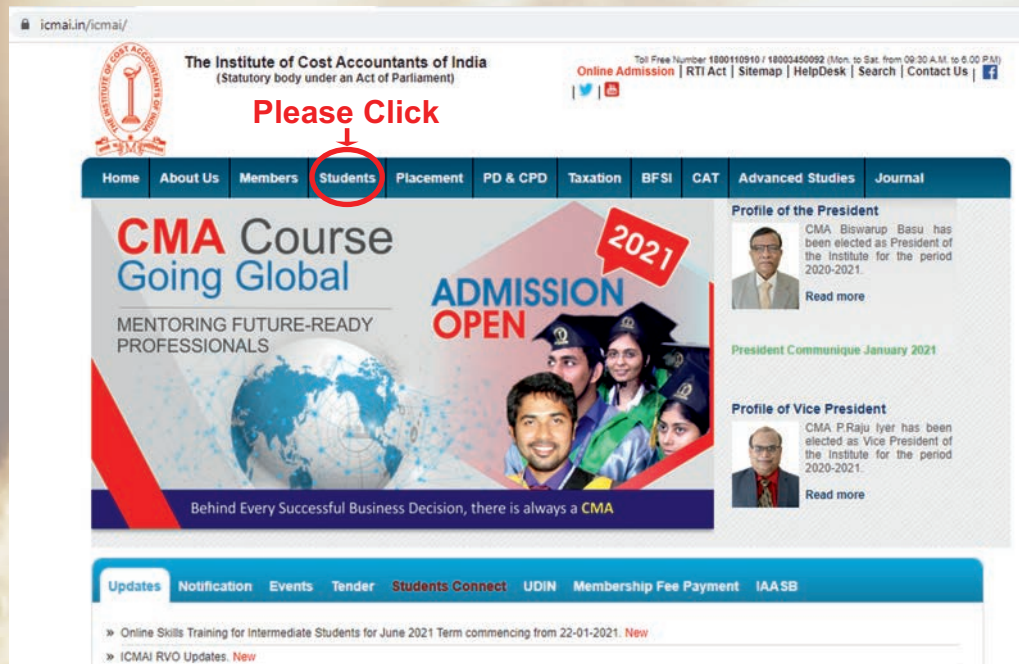 icmai.in/icmai/
THE INSTITUTE OF COST ACCOUNTANTS OF INDIA
The Institute of Cost Accountants of India
(Statutory body under an Act of Parliament)
Toll Free Number 1800110910 / 18003450092 (Mon. to Sat. from 09:30 A.M. to 6.00 P.M)
Online Admission | RTI Act | Sitemap | HelpDesk | Search | Contact Us |
Please Click
Home About Us Members Students Placement PD & CPD Taxation BFSI CAT Advanced Studies Journal
CMA Course
Going Global
MENTORING FUTURE-READY
PROFESSIONALS
2021
ADMISSION
OPEN
Behind Every Successful Business Decision, there is always a CMA
Profile of the President
CMA Biswarup Basu has
been elected as President of
the Institute for the period
2020-2021.
Read more
President Communique January 2021
Profile of Vice President
CMA P.Raju Iyer has been
elected as Vice President of
the Institute for the period
2020-2021.
Read more
Updates Notification Events Tender Students Connect UDIN Membership Fee Payment IAASB
» Online Skills Training for Intermediate Students for June 2021 Term commencing from 22-01-2021. New
» ICMAI RVO Updates. New